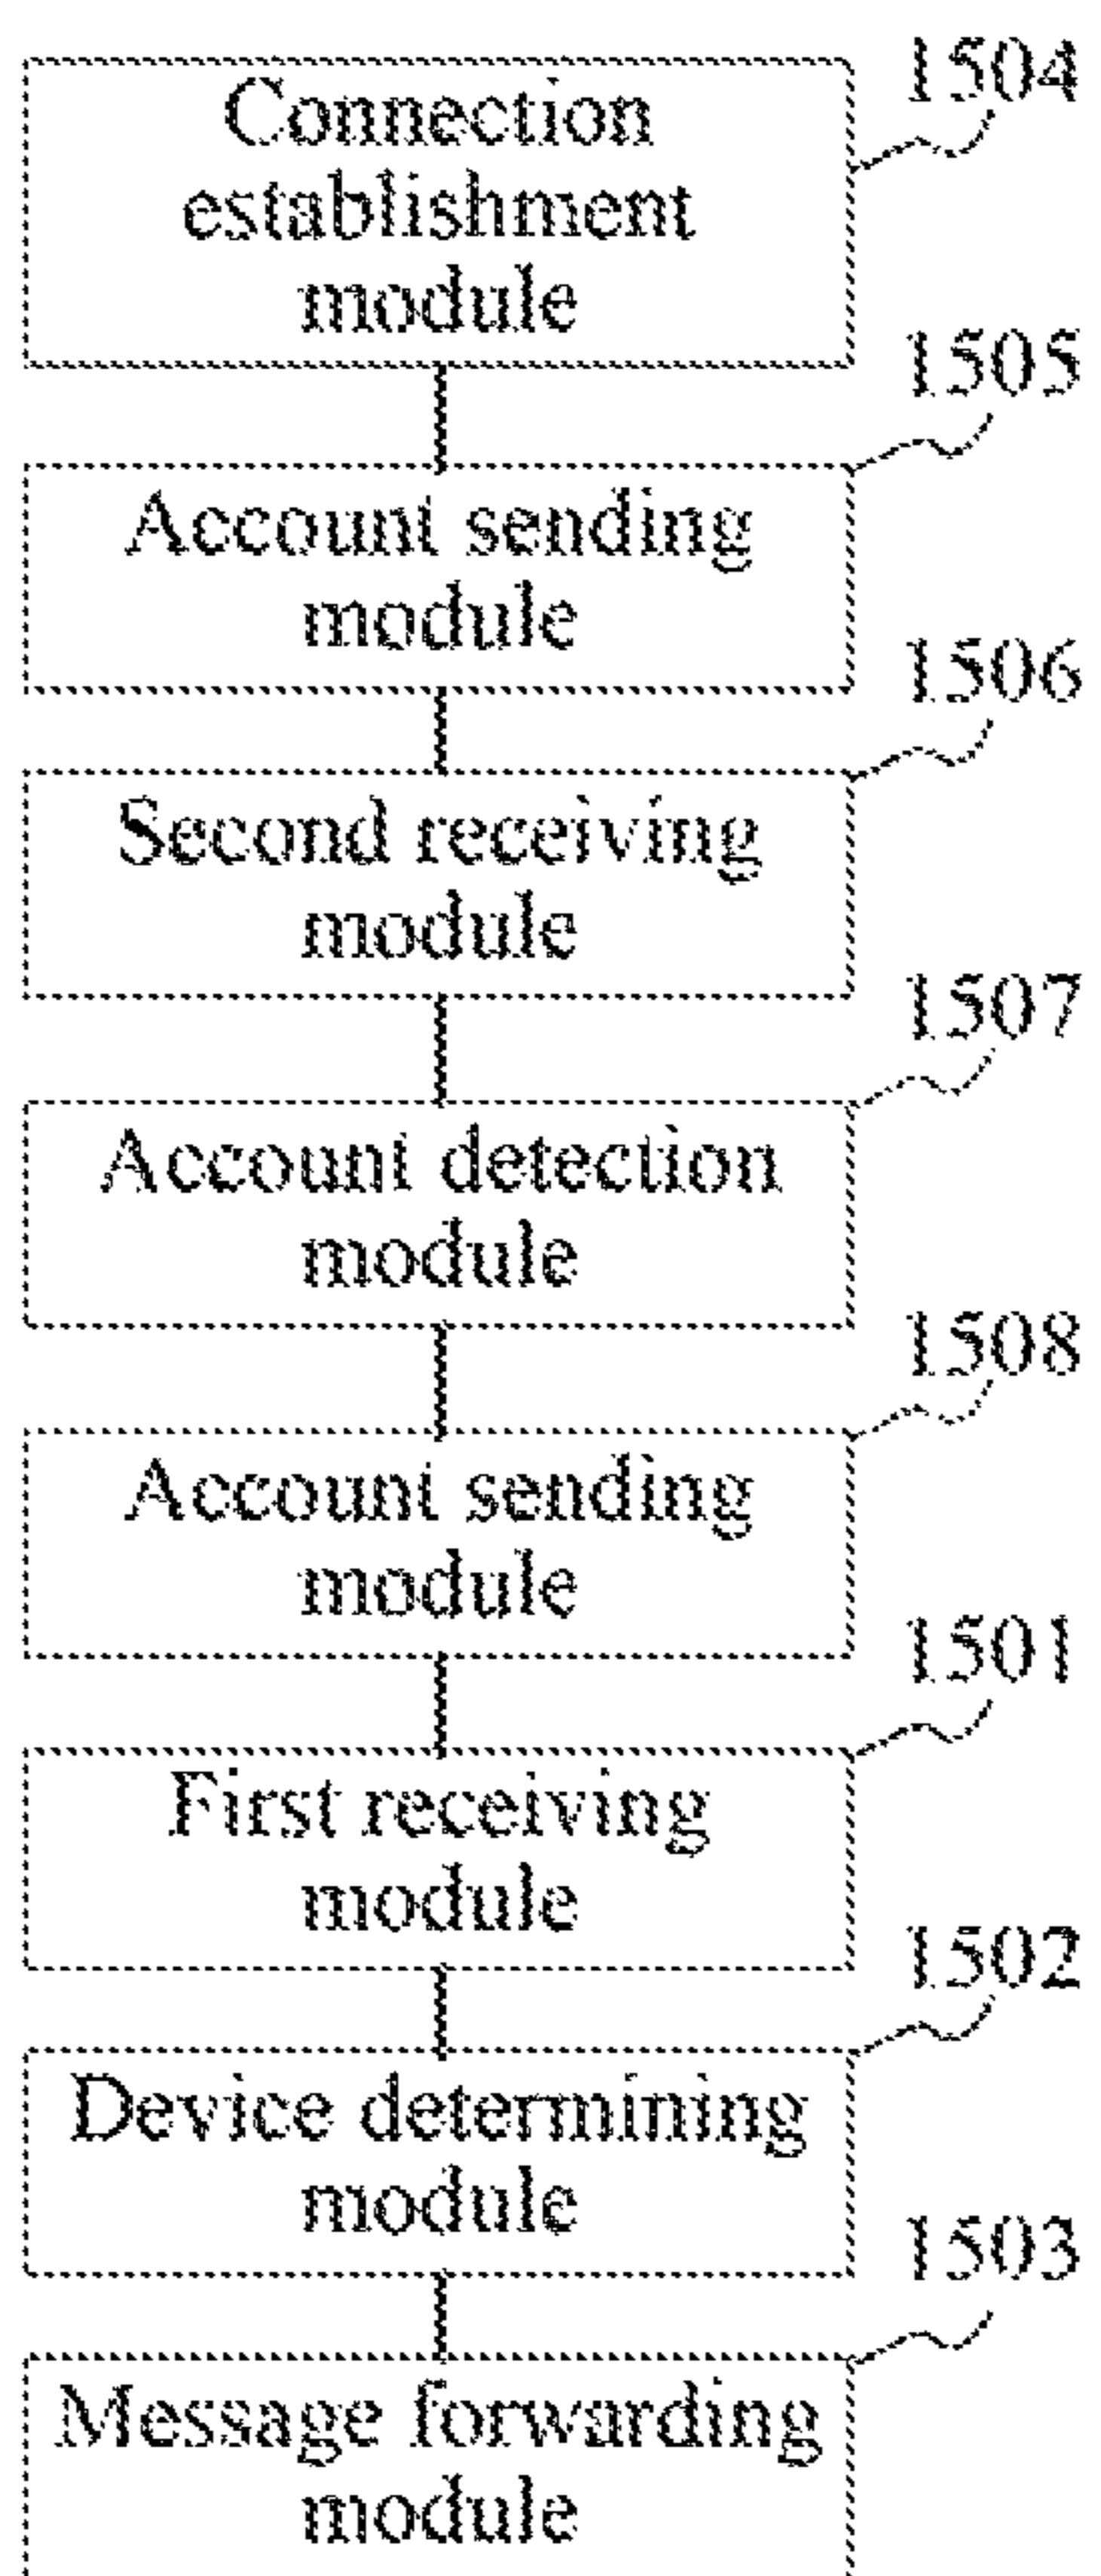 1504
Connection
establishment
module
1505
Account sending
module
1506
Second receiving
module
1507
Account detection
module
1508
Account sending
module
1501
First receiving
module
1502
Device determining
module
1503
Message forwarding
module